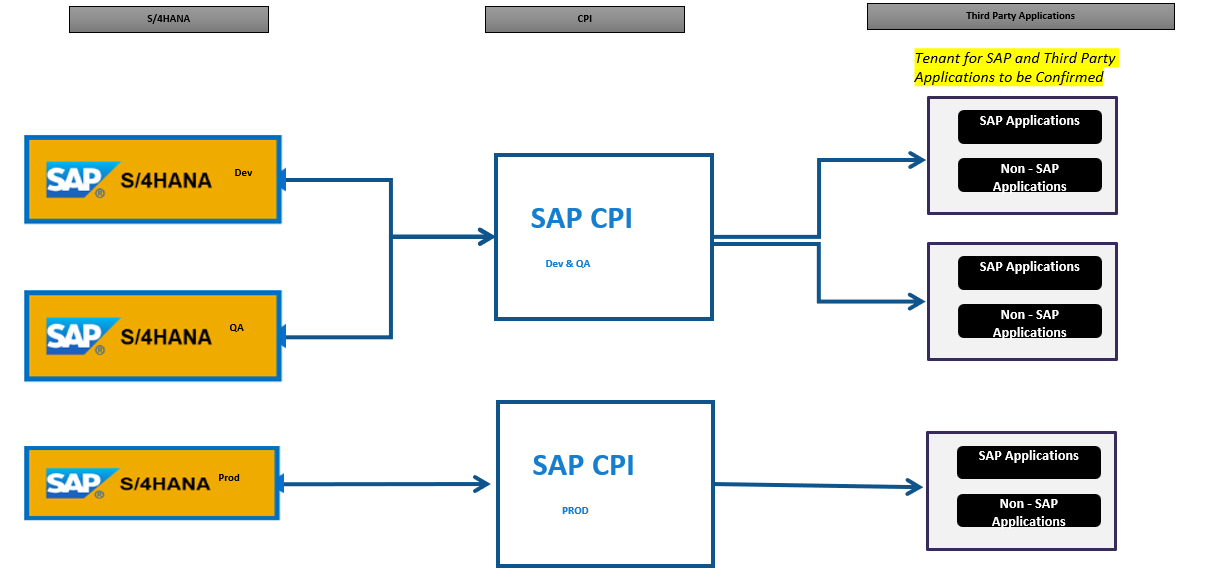 S/4HANA
CPI
Third Party Applications
Tenant for SAP and Third Party
Applications to be Confirmed
SAP Applications
Non - SAP
Applications
SAP® S/4HANA Dev
SAP CPI
Dev & QA
SAP Applications
Non - SAP
Applications
SAP® S/4HANA QA
SAP® S/4HANA Prod
SAP CPI
PROD
SAP Applications
Non - SAP
Applications